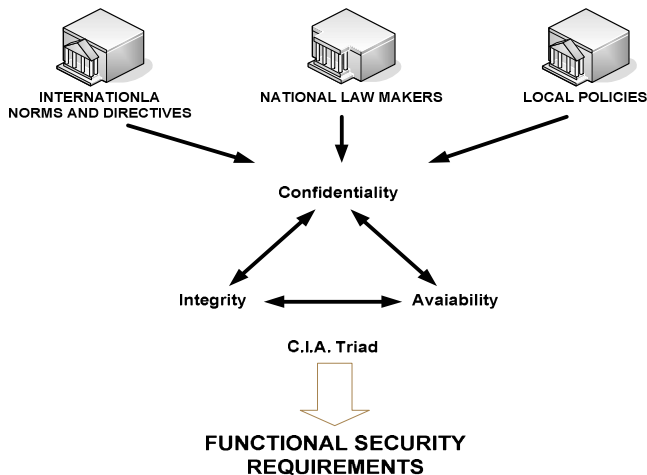 INTERNATIONLA
NORMS AND DIRECTIVES
NATIONAL LAW MAKERS
LOCAL POLICIES
Confidentiality
Integrity
Avaiability
C.I.A. Triad
FUNCTIONAL SECURITY
REQUIREMENTS